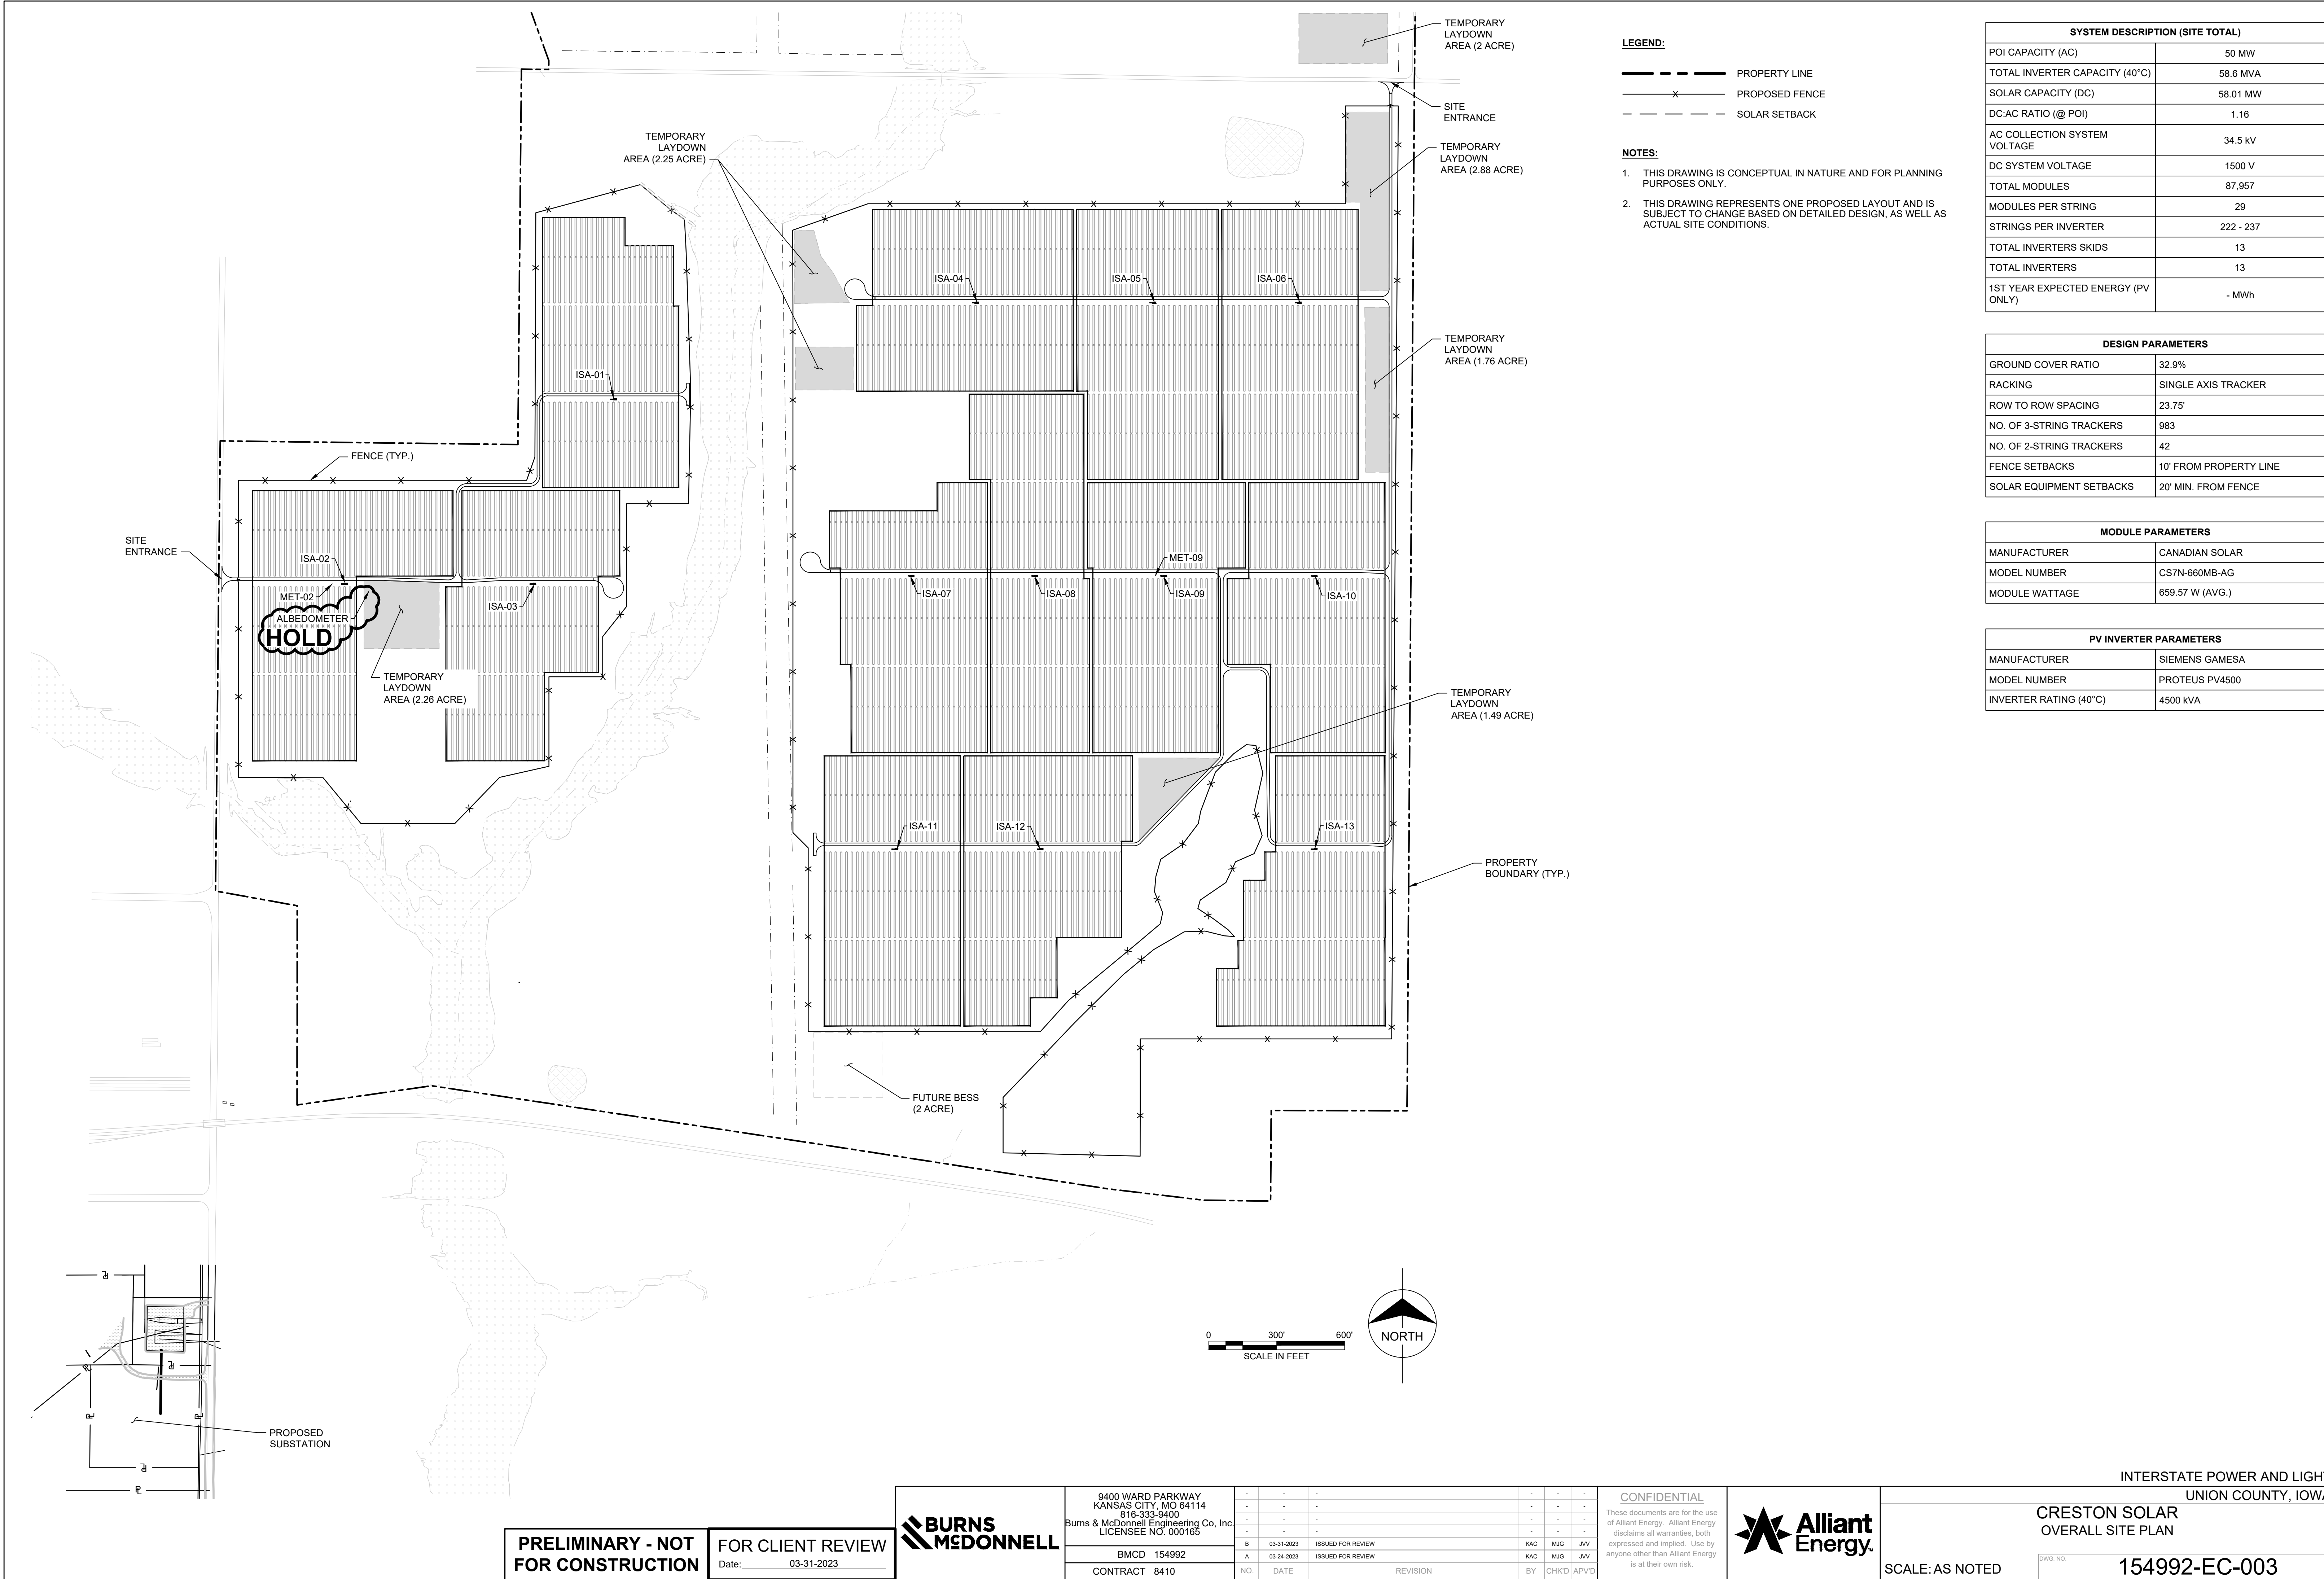 TEMPORARY
LAYDOWN
AREA (2 ACRE)
SITE
ENTRANCE
TEMPORARY
LAYDOWN
AREA (2.25 ACRE)
TEMPORARY
LAYDOWN
AREA (2.88 ACRE)
ISA-04
ISA-05
ISA-06
TEMPORARY
LAYDOWN
AREA (1.76 ACRE)
ISA-01
FENCE (TYP.)
SITE
ENTRANCE
ISA-02
MET-02
ALBEDOMETER
HOLD
ISA-03
TEMPORARY
LAYDOWN
AREA (2.26 ACRE)
MET-09
ISA-07
ISA-08
ISA-09
ISA-10
TEMPORARY
LAYDOWN
AREA (1.49 ACRE)
ISA-11
ISA-12
ISA-13
PROPERTY
BOUNDARY (TYP.)
FUTURE BESS
(2 ACRE)
PROPOSED
SUBSTATION
0 300' 600'
SCALE IN FEET
NORTH
LEGEND:
PROPERTY LINE
X PROPOSED FENCE
SOLAR SETBACK
NOTES:
1. THIS DRAWING IS CONCEPTUAL IN NATURE AND FOR PLANNING
PURPOSES ONLY.
2. THIS DRAWING REPRESENTS ONE PROPOSED LAYOUT AND IS
SUBJECT TO CHANGE BASED ON DETAILED DESIGN, AS WELL AS
ACTUAL SITE CONDITIONS.
SYSTEM DESCRIPTION (SITE TOTAL)
POI CAPACITY (AC) 50 MW
TOTAL INVERTER CAPACITY (40°C) 58.6 MVA
SOLAR CAPACITY (DC) 58.01 MW
DC:AC RATIO (@ POI) 1.16
AC COLLECTION SYSTEM
VOLTAGE 34.5 kV
DC SYSTEM VOLTAGE 1500 V
TOTAL MODULES 87,957
MODULES PER STRING 29
STRINGS PER INVERTER 222 - 237
TOTAL INVERTERS SKIDS 13
TOTAL INVERTERS 13
1ST YEAR EXPECTED ENERGY (PV
ONLY) - MWh
DESIGN PARAMETERS
GROUND COVER RATIO 32.9%
RACKING SINGLE AXIS TRACKER
ROW TO ROW SPACING 23.75'
NO. OF 3-STRING TRACKERS 983
NO. OF 2-STRING TRACKERS 42
FENCE SETBACKS 10' FROM PROPERTY LINE
SOLAR EQUIPMENT SETBACKS 20' MIN. FROM FENCE
MODULE PARAMETERS
MANUFACTURER CANADIAN SOLAR
MODEL NUMBER CS7N-660MB-AG
MODULE WATTAGE 659.57 W (AVG.)
PV INVERTER PARAMETERS
MANUFACTURER SIEMENS GAMESA
MODEL NUMBER PROTEUS PV4500
INVERTER RATING (40°C) 4500 kVA
PRELIMINARY - NOT
FOR CONSTRUCTION
FOR CLIENT REVIEW
Date: 03-31-2023
BURNS
McDONNELL
9400 WARD PARKWAY
KANSAS CITY, MO 64114
816-333-9400
Burns & McDonnell Engineering Co, Inc.
LICENSEE NO. 000165
BMCD 154992
CONTRACT 8410
B 03-31-2023 ISSUED FOR REVIEW KAC MJG JVV
A 03-24-2023 ISSUED FOR REVIEW KAC MJG JVV
NO. DATE REVISION BY CHK'D APV'D
CONFIDENTIAL
These documents are for the use
of Alliant Energy. Alliant Energy
disclaims all warranties, both
expressed and implied. Use by
anyone other than Alliant Energy
is at their own risk.
Alliant
Energy.
INTERSTATE POWER AND LIGH
UNION COUNTY, IOW
CRESTON SOLAR
OVERALL SITE PLAN
SCALE: AS NOTED
DWG. NO. 154992-EC-003